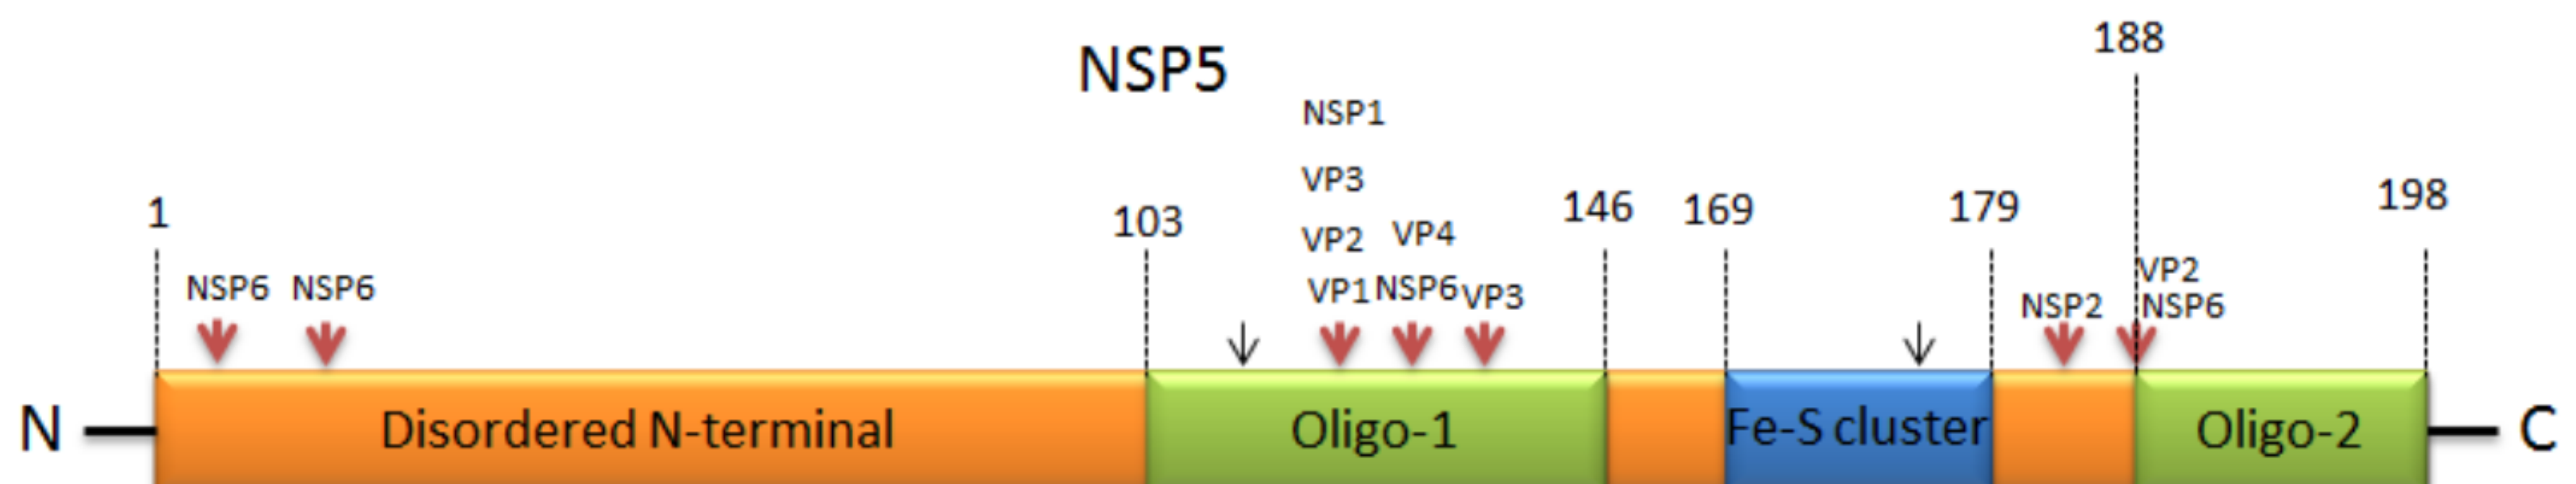 NSP5
188
NSP1
VP3
1
103
146
169
179
198
VP2
VP4
VP2
NSP6
NSP6
VP1
NSP6
VP3
NSP2
NSP6
N
Disordered N-terminal
Oligo-1
Fe-S cluster
Oligo-2
C